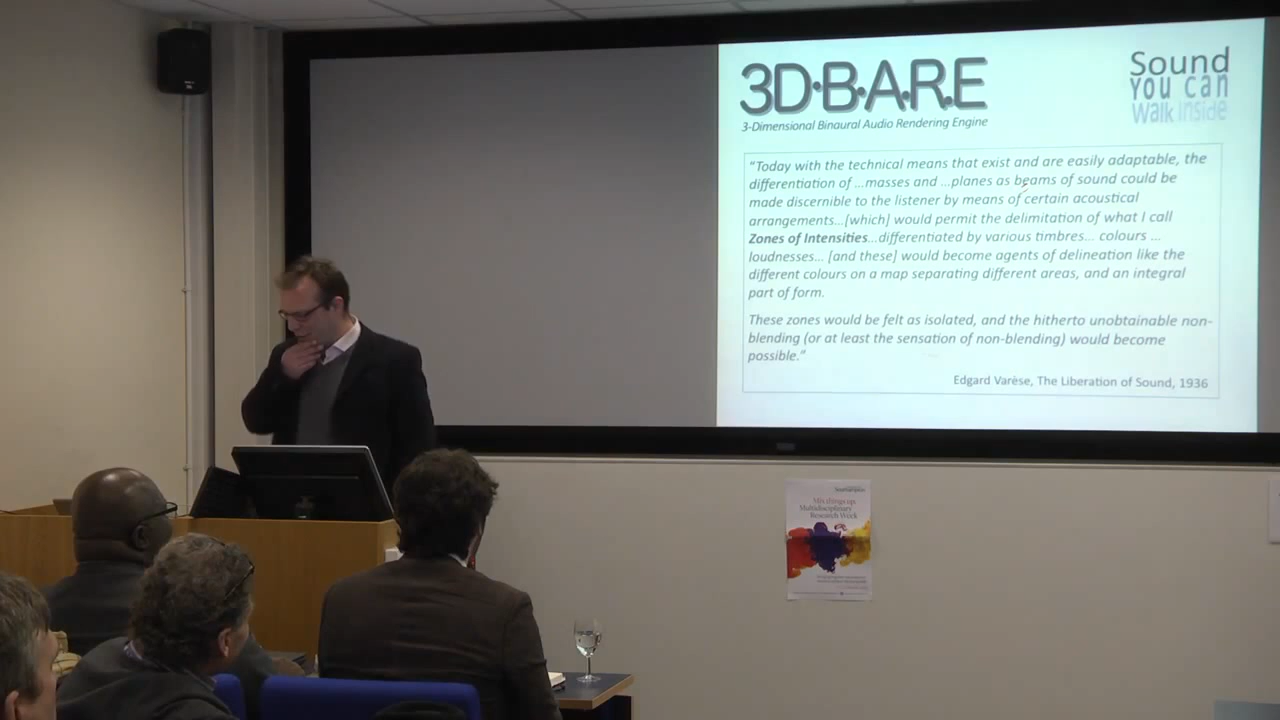 3D·B·A·R·E
3-Dimensional Binaural Audio Rendering Engine
Sound
you can
Walk inside
“Today with the technical means that exist and are easily adaptable, the
differentiation of ...masses and ...planes as beams of sound could be
made discernible to the listener by means of certain acoustical
arrangements...[which] would permit the delimitation of what I call
Zones of Intensities...differentiated by various timbres... colours ...
loudnesses... [and these] would become agents of delineation like the
different colours on a map separating different areas, and an integral
part of form.
These zones would be felt as isolated, and the hitherto unobtainable non-
blending (or at least the sensation of non-blending) would become
possible.”
Edgard Varèse, The Liberation of Sound, 1936
Mix things up:
Multidisciplinary
Research Work